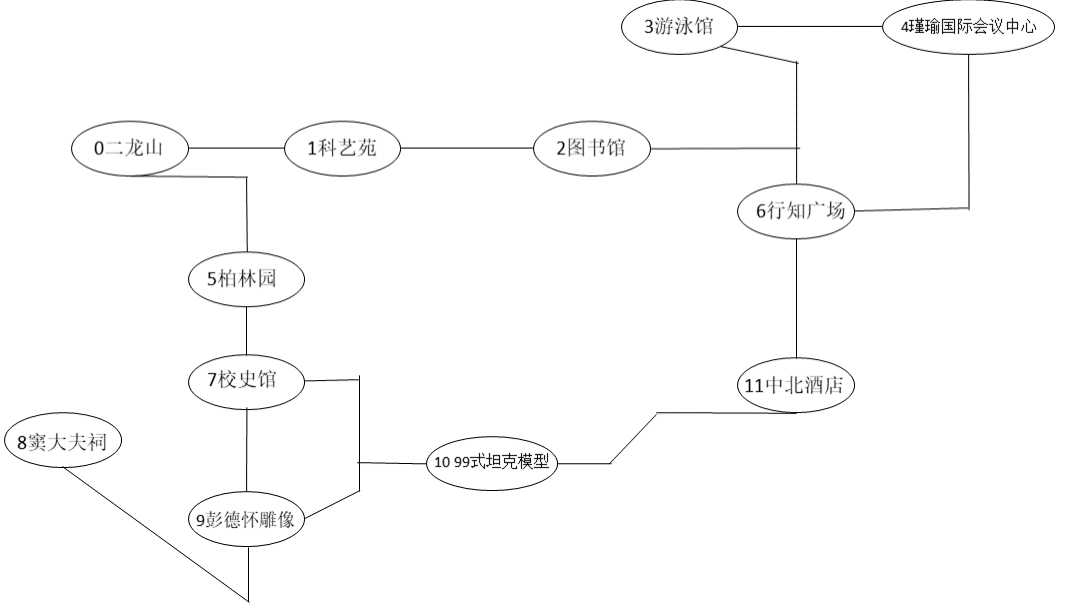 3游泳馆
4瑾瑜国际会议中心
0二龙山
1科艺苑
2图书馆
6行知广场
5柏林园
7校史馆
11中北酒店
8窦大夫祠
10 99式坦克模型
9彭德怀雕像